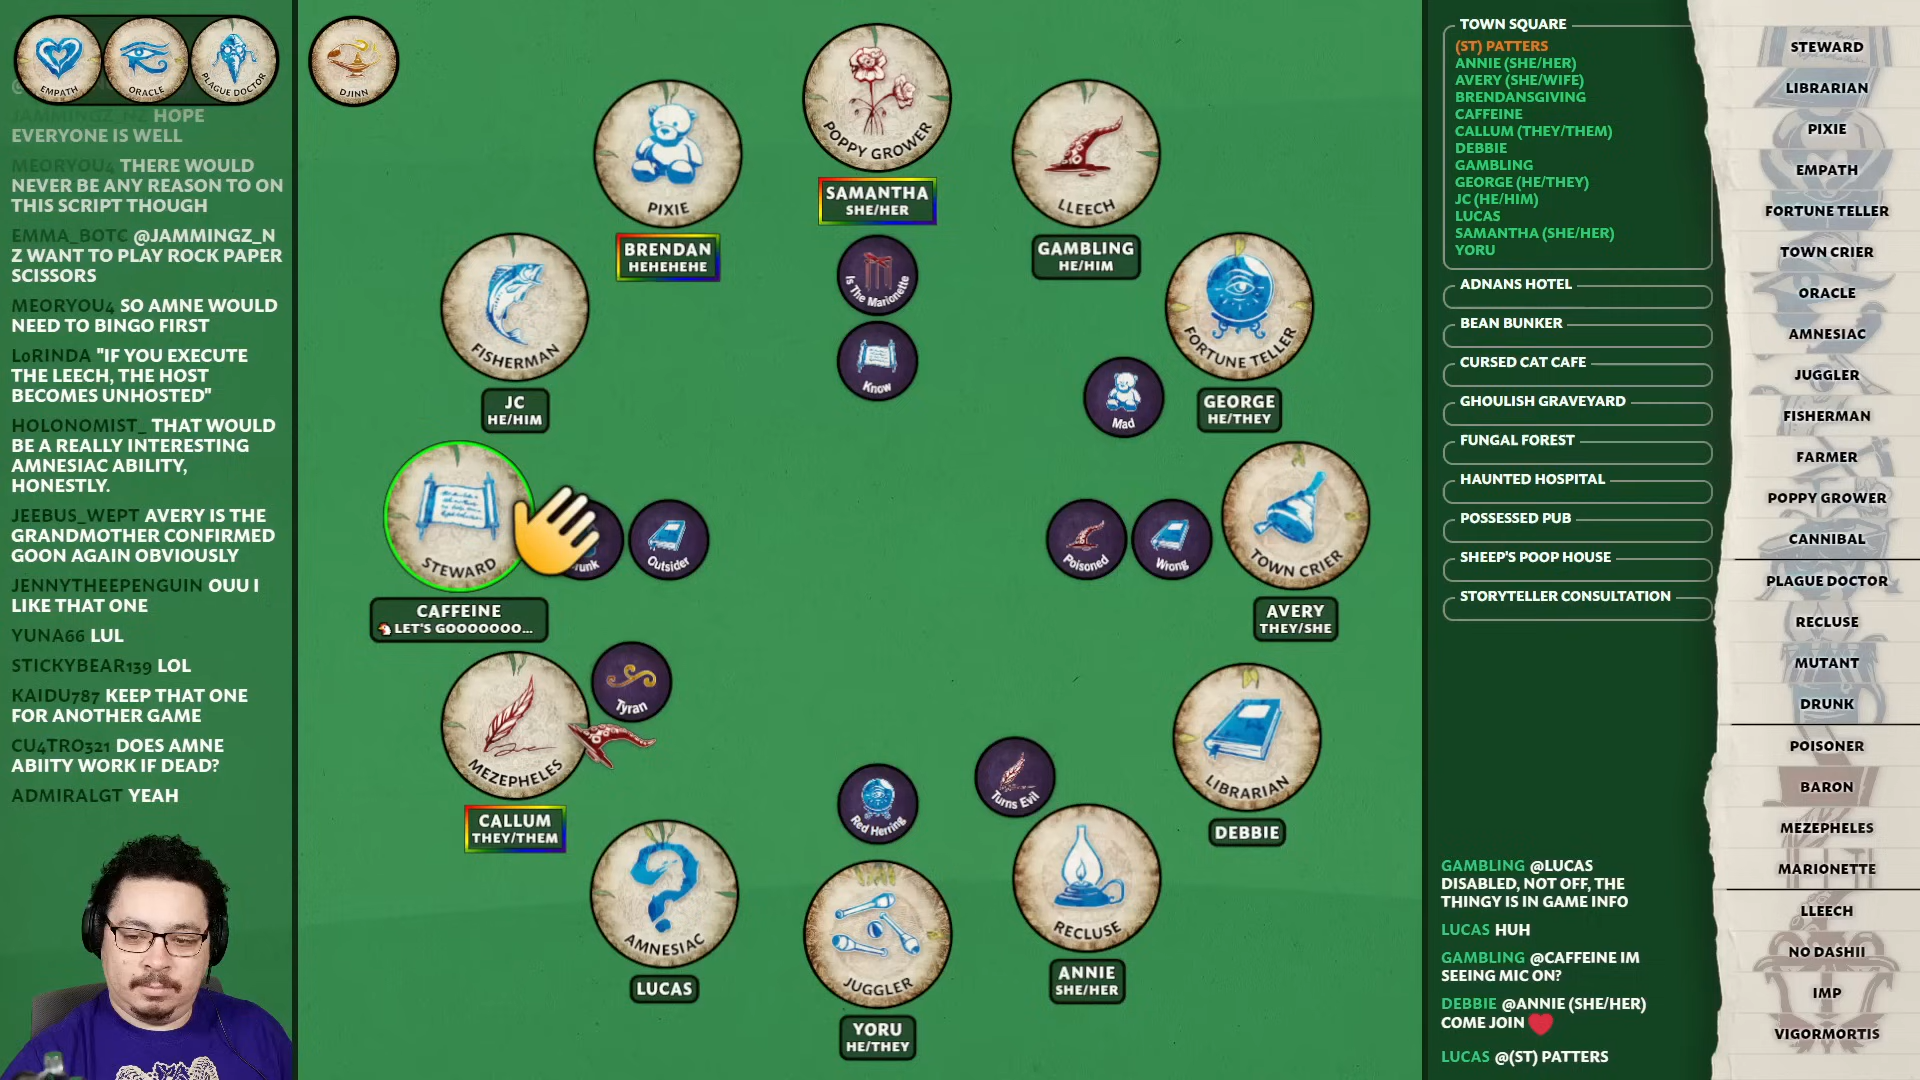 EMPATH
ORACLE
PLAGUE DOCTOR
DJINN
JAMMINGZ_NZ HOPE
EVERYONE IS WELL
MEORYOU4 THERE WOULD
NEVER BE ANY REASON TO ON
THIS SCRIPT THOUGH
EMMA_BOTC @JAMMINGZ_N
Z WANT TO PLAY ROCK PAPER
SCISSORS
MEORYOU4 SO AMNE WOULD
NEED TO BINGO FIRST
L0RINDA "IF YOU EXECUTE
THE LEECH, THE HOST
BECOMES UNHOSTED"
HOLONOMIST_ THAT WOULD
BE A REALLY INTERESTING
AMNESIAC ABILITY,
HONESTLY.
JEEBUS_WEPT AVERY IS THE
GRANDMOTHER CONFIRMED
GOON AGAIN OBVIOUSLY
JENNYTHEEPENGUIN OUU I
LIKE THAT ONE
YUNA66 LUL
STICKYBEAR139 LOL
KAIDU787 KEEP THAT ONE
FOR ANOTHER GAME
CU4TRO321 DOES AMNE
ABIITY WORK IF DEAD?
ADMIRALGT YEAH
POPPY GROWER
SAMANTHA
SHE/HER
Is The Marionette
Know
LLEECH
GAMBLING
HE/HIM
FORTUNE TELLER
GEORGE
HE/THEY
Mad
TOWN CRIER
AVERY
THEY/SHE
Poisoned
Wrong
LIBRARIAN
DEBBIE
RECLUSE
ANNIE
SHE/HER
Turns Evil
JUGGLER
YORU
HE/THEY
Red Herring
AMNESIAC
LUCAS
MEZEPHELES
CALLUM
THEY/THEM
Tyran
STEWARD
CAFFEINE
LET'S GOOOOOOO...
Outsider
FISHERMAN
JC
HE/HIM
PIXIE
BRENDAN
HEHEHEHE
TOWN SQUARE
(ST) PATTERS
ANNIE (SHE/HER)
AVERY (SHE/WIFE)
BRENDANSGIVING
CAFFEINE
CALLUM (THEY/THEM)
DEBBIE
GAMBLING
GEORGE (HE/THEY)
JC (HE/HIM)
LUCAS
SAMANTHA (SHE/HER)
YORU
ADNANS HOTEL
BEAN BUNKER
CURSED CAT CAFE
GHOULISH GRAVEYARD
FUNGAL FOREST
HAUNTED HOSPITAL
POSSESSED PUB
SHEEP'S POOP HOUSE
STORYTELLER CONSULTATION
GAMBLING @LUCAS
DISABLED, NOT OFF, THE
THINGY IS IN GAME INFO
LUCAS HUH
GAMBLING @CAFFEINE IM
SEEING MIC ON?
DEBBIE @ANNIE (SHE/HER)
COME JOIN
LUCAS @(ST) PATTERS
STEWARD
LIBRARIAN
PIXIE
EMPATH
FORTUNE TELLER
TOWN CRIER
ORACLE
AMNESIAC
JUGGLER
FISHERMAN
FARMER
POPPY GROWER
CANNIBAL
PLAGUE DOCTOR
RECLUSE
MUTANT
DRUNK
POISONER
BARON
MEZEPHELES
MARIONETTE
LLEECH
NO DASHII
IMP
VIGORMORTIS